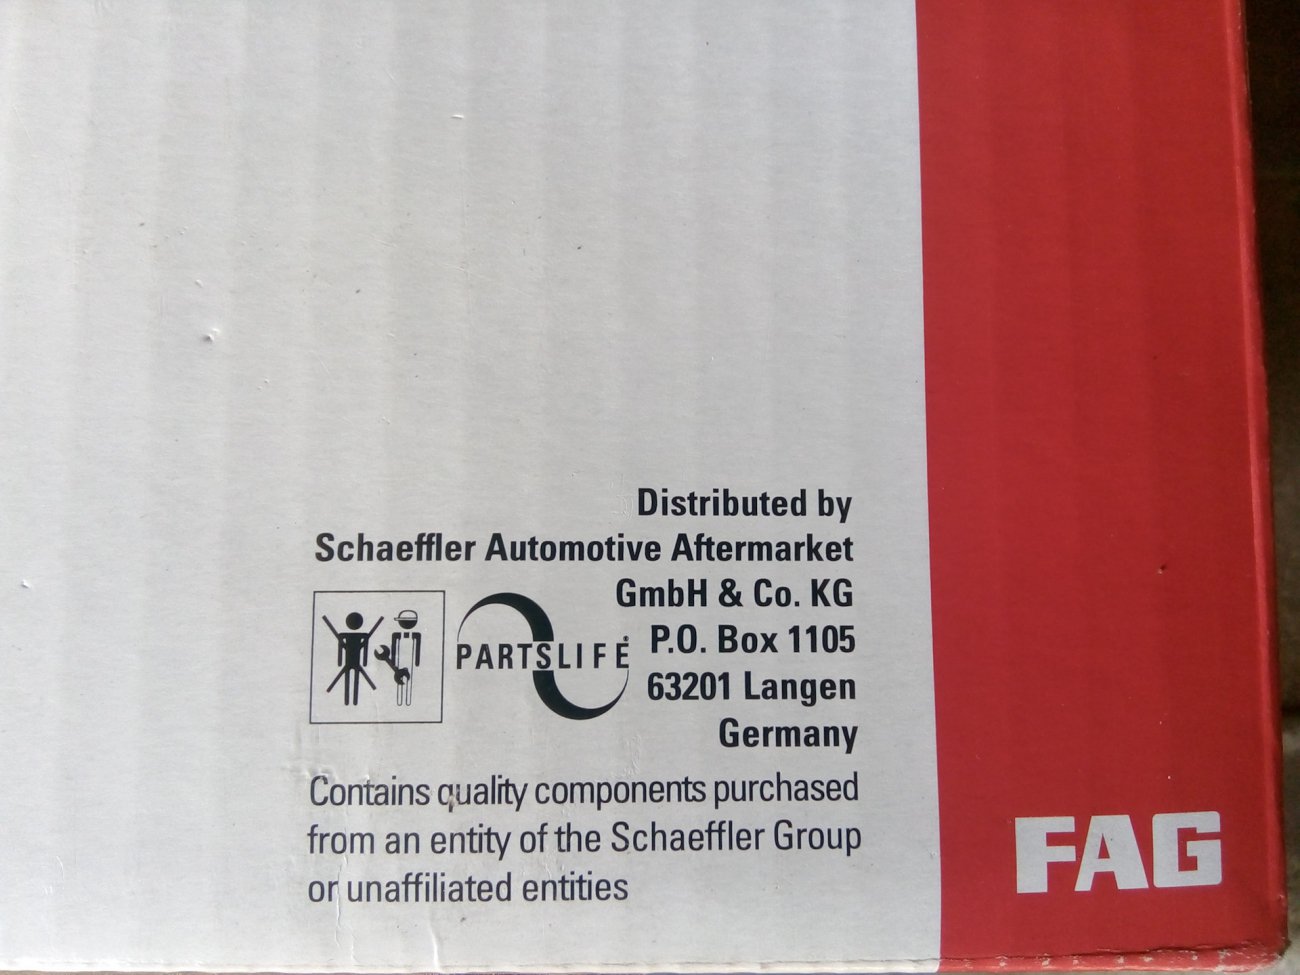 Distributed by
Schaeffler Automotive Aftermarket
GmbH & Co. KG
P.O. Box 1105
63201 Langen
Germany
PARTSLIFE®
Contains quality components purchased
from an entity of the Schaeffler Group
or unaffiliated entities
FAG